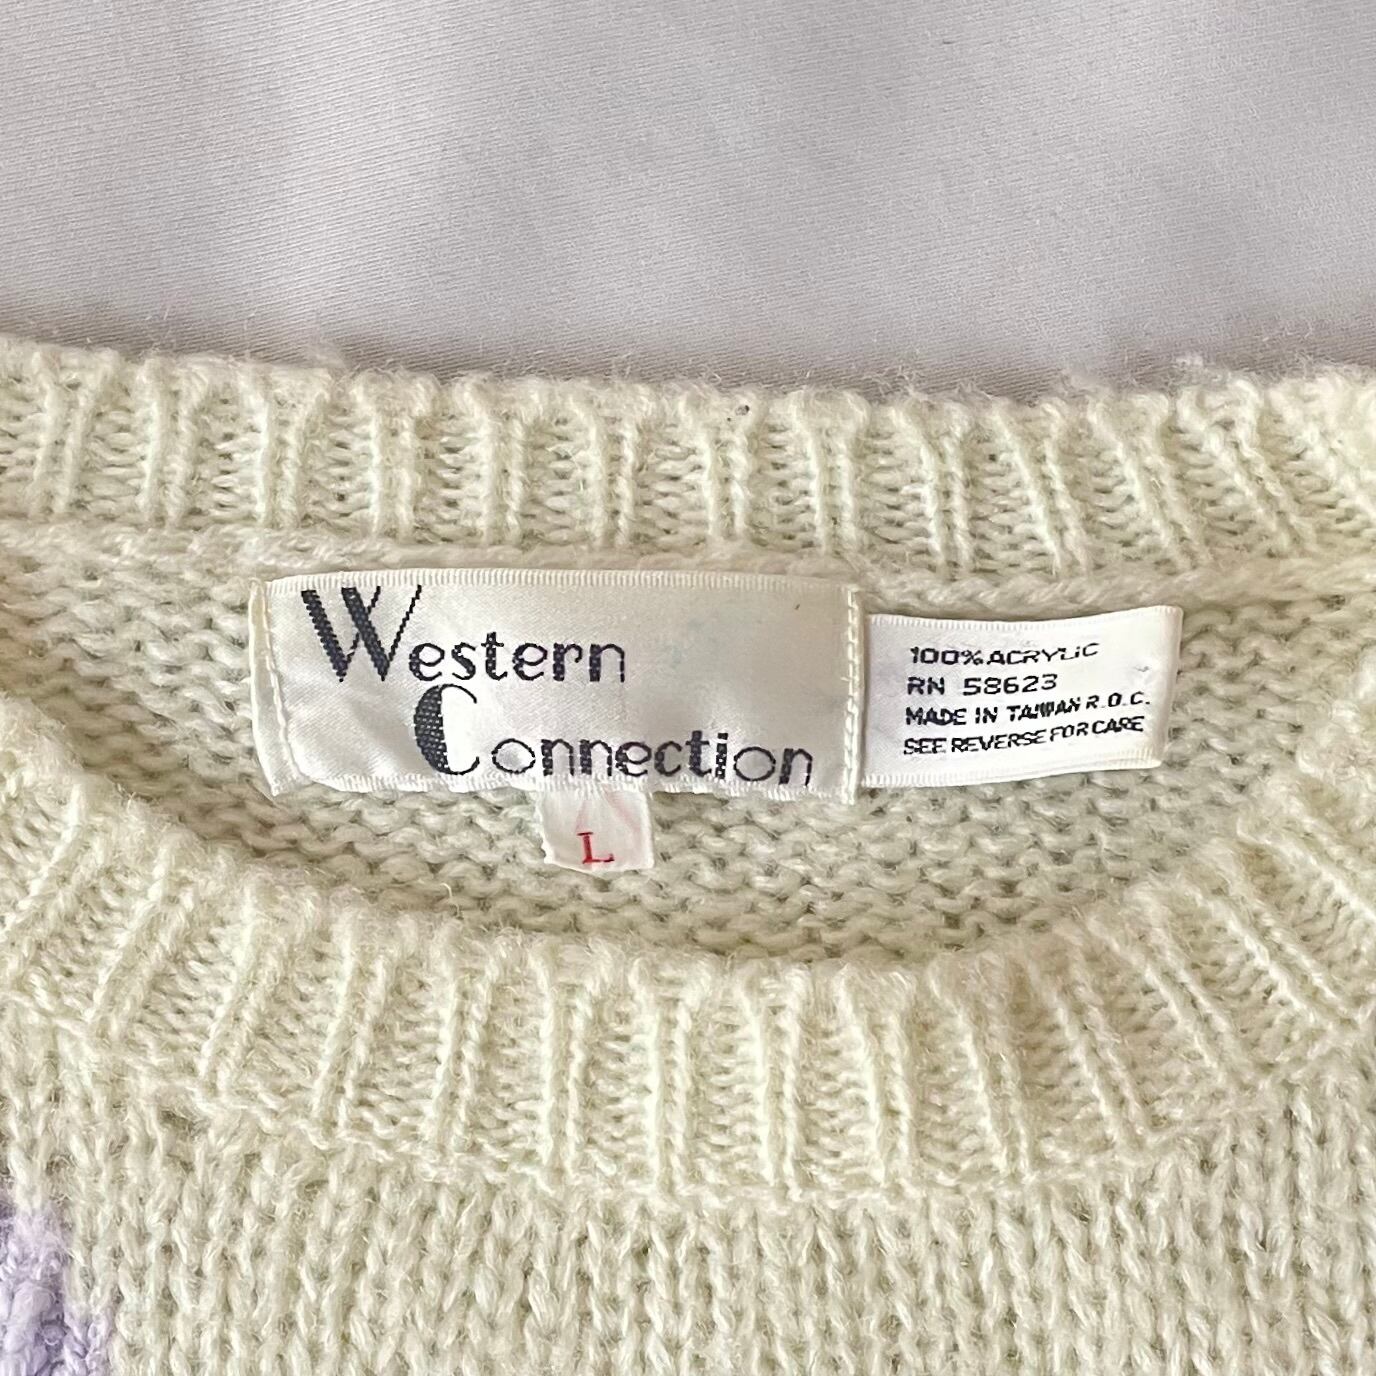 Western
Connection
L
100% ACRYLIC
RN 58623
MADE IN TAIWAN R.O.C.
SEE REVERSE FOR CARE